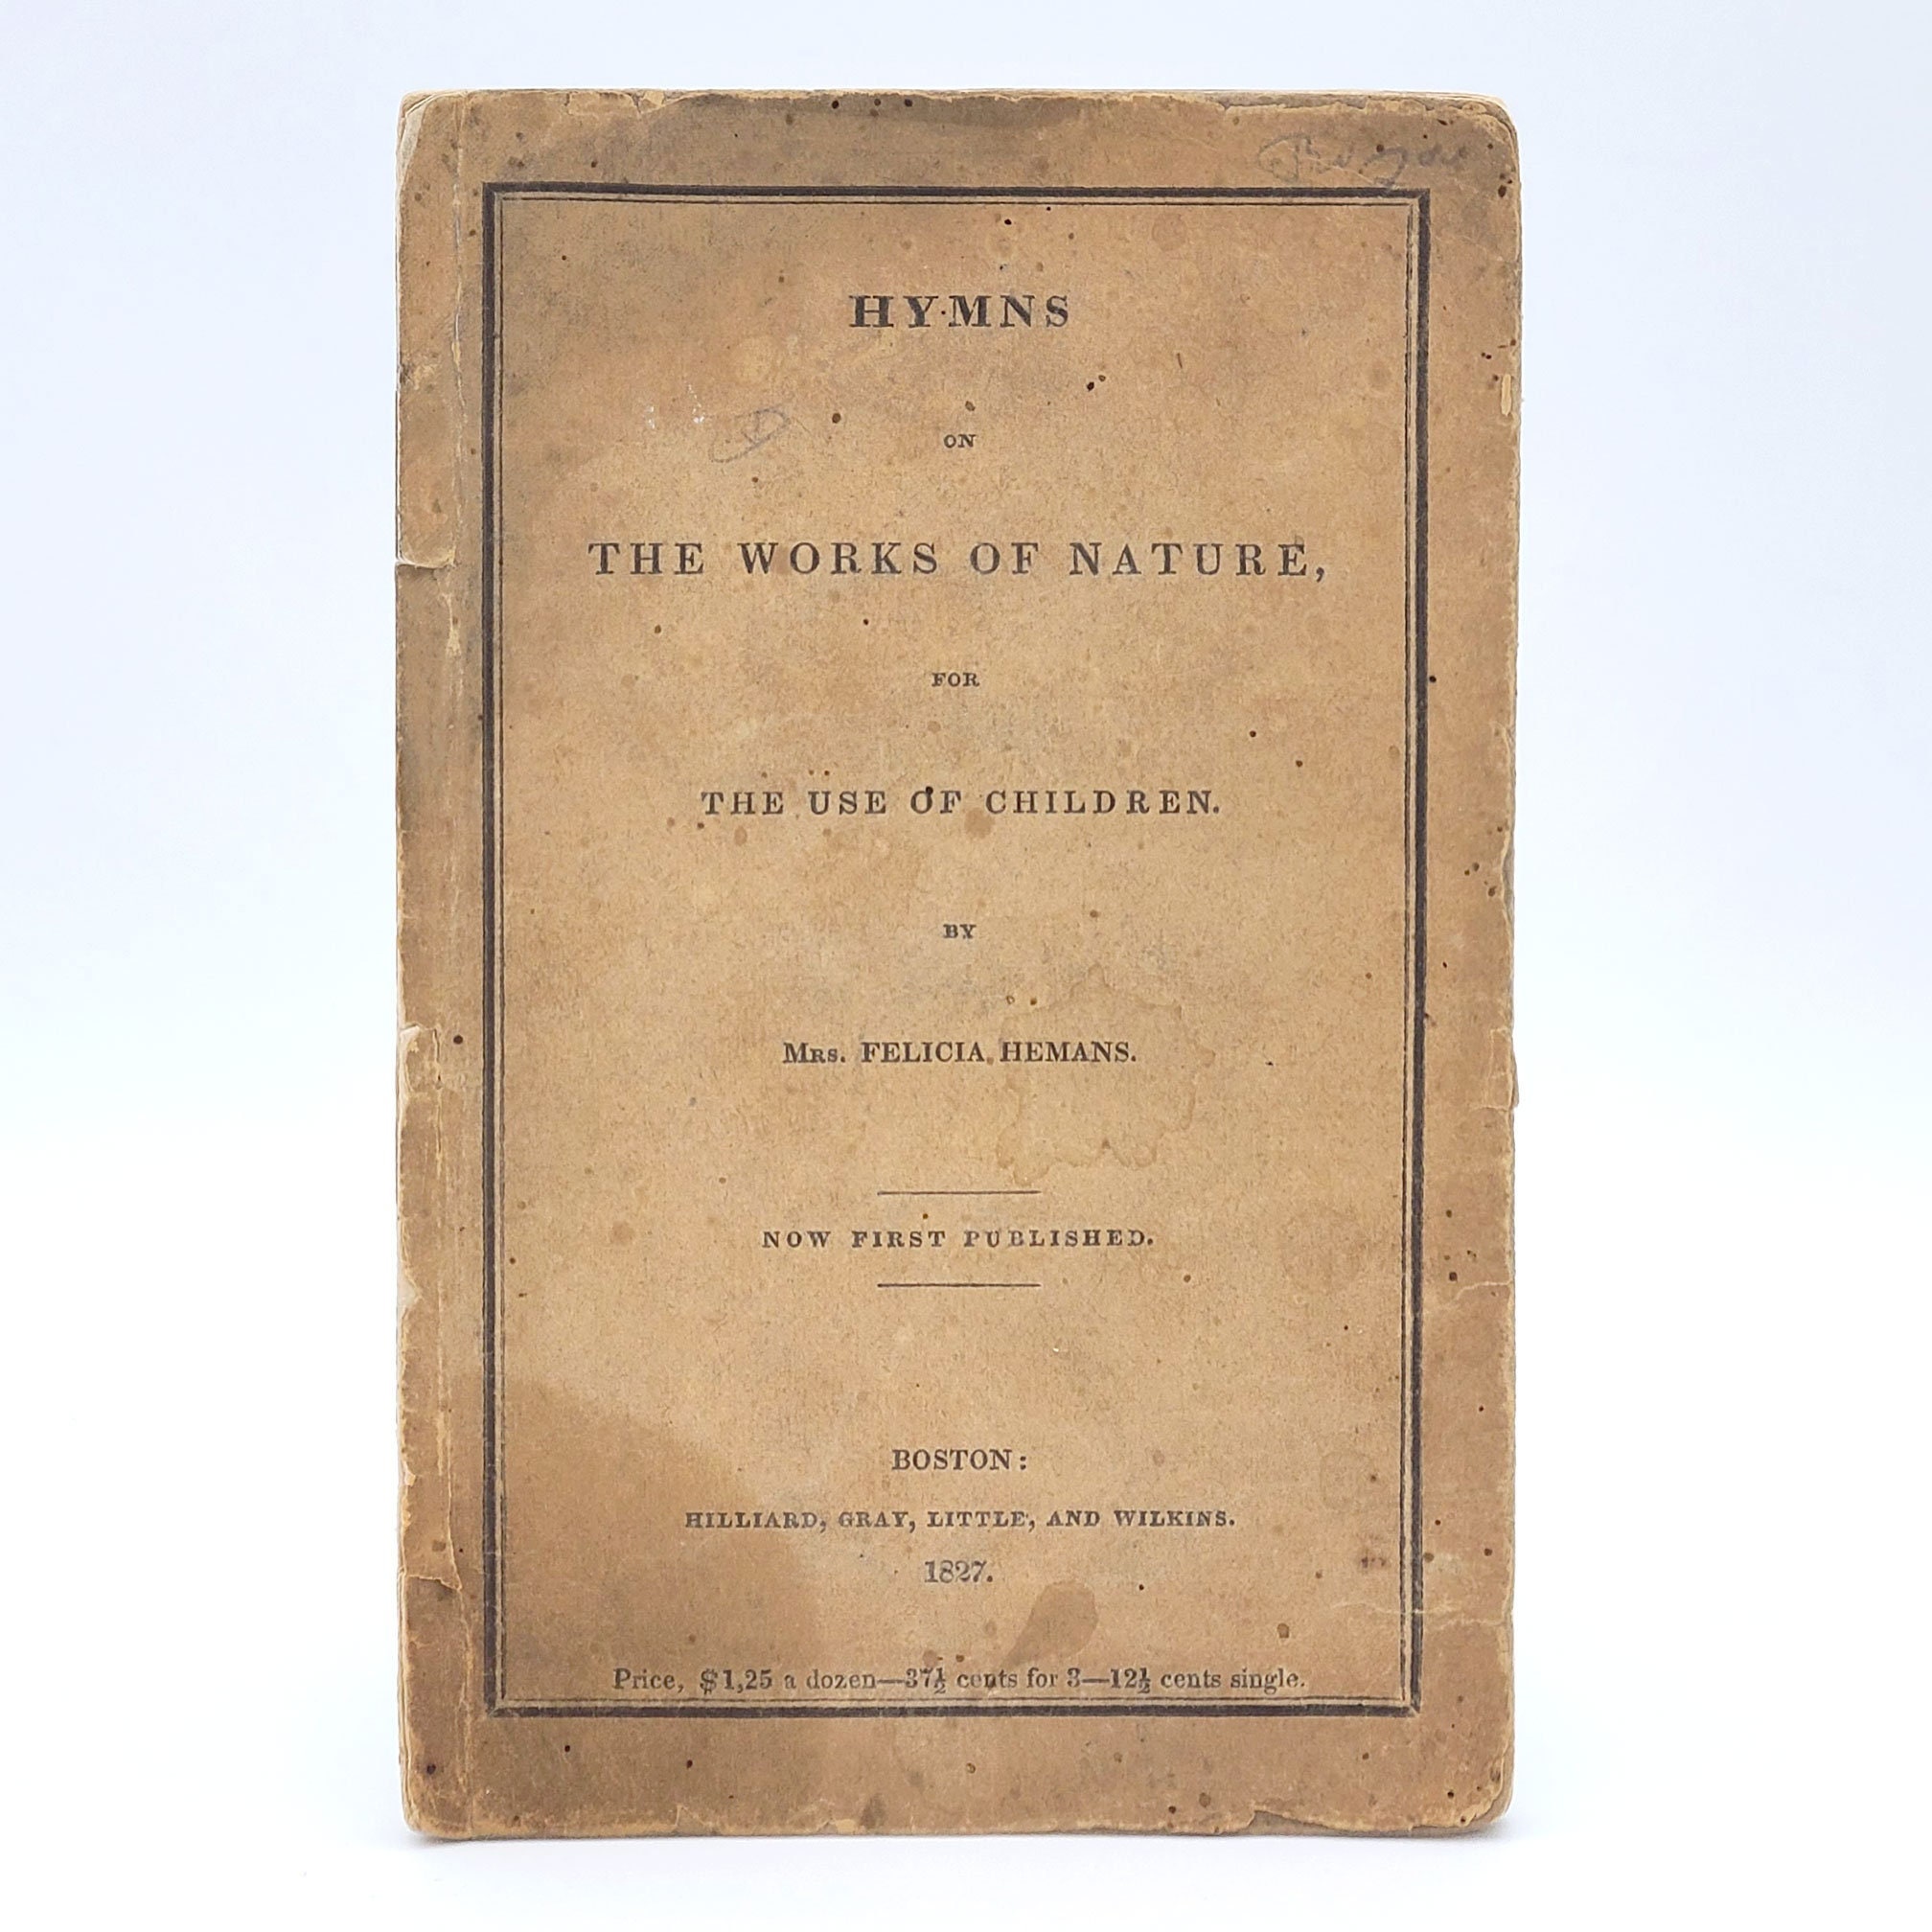 HYMNS
ON
THE WORKS OF NATURE,
FOR
THE USE OF CHILDREN.
BY
Mrs. FELICIA HEMANS.
NOW FIRST PUBLISHED.
BOSTON:
HILLIARD, GRAY, LITTLE, AND WILKINS.
1827.
Price, $1,25 a dozen—37½ cents for 3—12½ cents single.